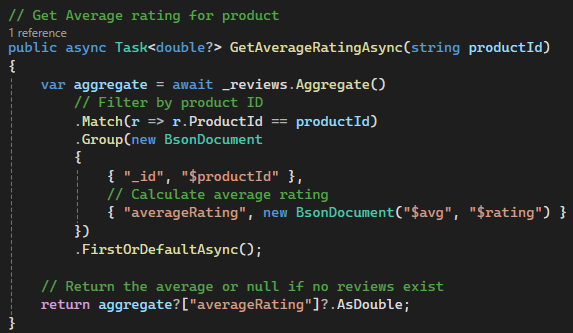 // Get Average rating for product
1 reference
public async Task<double?> GetAverageRatingAsync(string productId)
{
    var aggregate = await _reviews.Aggregate()
        // Filter by product ID
        .Match(r => r.ProductId == productId)
        .Group(new BsonDocument
        {
            { "_id", "$productId" },
            // Calculate average rating
            { "averageRating", new BsonDocument("$avg", "$rating") }
        })
        .FirstOrDefaultAsync();

    // Return the average or null if no reviews exist
    return aggregate?["averageRating"]?.AsDouble;
}